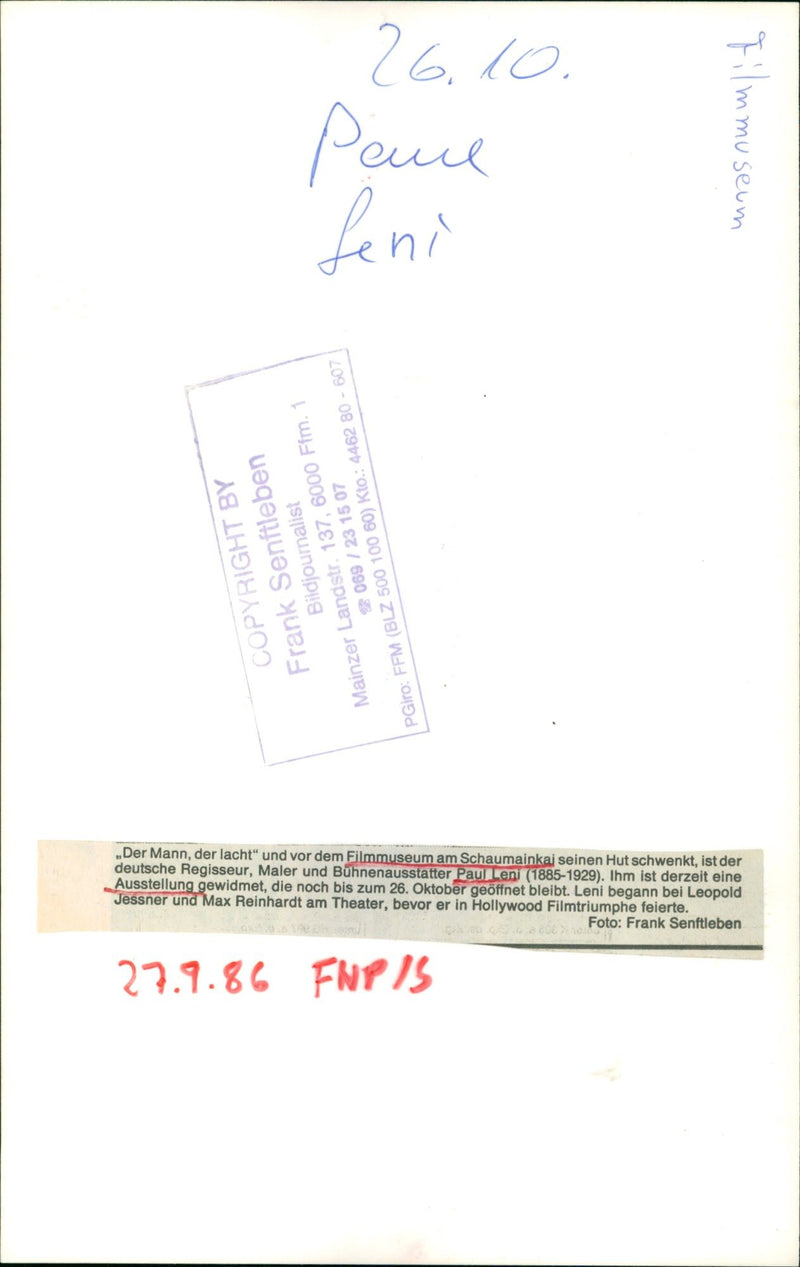 26.10.
Paul
Leni
Filmmuseum
COPYRIGHT BY
Frank Senftleben
Bildjournalist
Mainzer Landstr. 137, 6000 Ffm. 1
☎ 069 / 23 15 07
PGiro: FFM (BLZ 500 100 60) Kto.: 4462 80 - 607
„Der Mann, der lacht“ und vor dem Filmmuseum am Schaumainkai seinen Hut schwenkt, ist der
deutsche Regisseur, Maler und Bühnenausstatter Paul Leni (1885-1929). Ihm ist derzeit eine
Ausstellung gewidmet, die noch bis zum 26. Oktober geöffnet bleibt. Leni begann bei Leopold
Jessner und Max Reinhardt am Theater, bevor er in Hollywood Filmtriumphe feierte.
Foto: Frank Senftleben
27.9.86 FNP/S